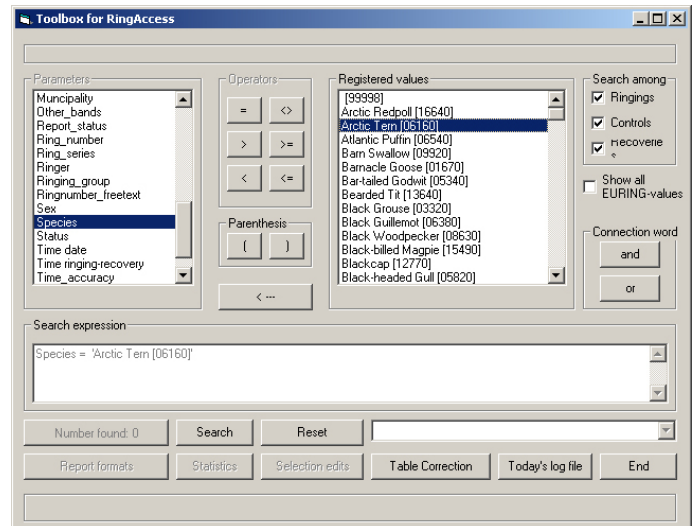 Toolbox for RingAccess
Parameters
Muncipality
Other_bands
Report_status
Ring_number
Ring_series
Ringer
Ringing_group
Ringnumber_freetext
Sex
Species
Status
Time date
Time ringing-recovery
Time_accuracy
Operators
= <>
> >=
< <=
Parenthesis
( )
< ---
Registered values
[99998]
Arctic Redpoll [16640]
Arctic Tern [06160]
Atlantic Puffin [06540]
Barn Swallow [09920]
Barnacle Goose [01670]
Bar-tailed Godwit [05340]
Bearded Tit [13640]
Black Grouse [03320]
Black Guillemot [06380]
Black Woodpecker [08630]
Black-billed Magpie [15490]
Blackcap [12770]
Black-headed Gull [05820]
Search among
Ringings
Controls
Recoverie
s
Show all
EURING-values
Connection word
and
or
Search expression
Species = 'Arctic Tern [06160]'
Number found: 0 Search Reset
Report formats Statistics Selection edits Table Correction Today's log file End